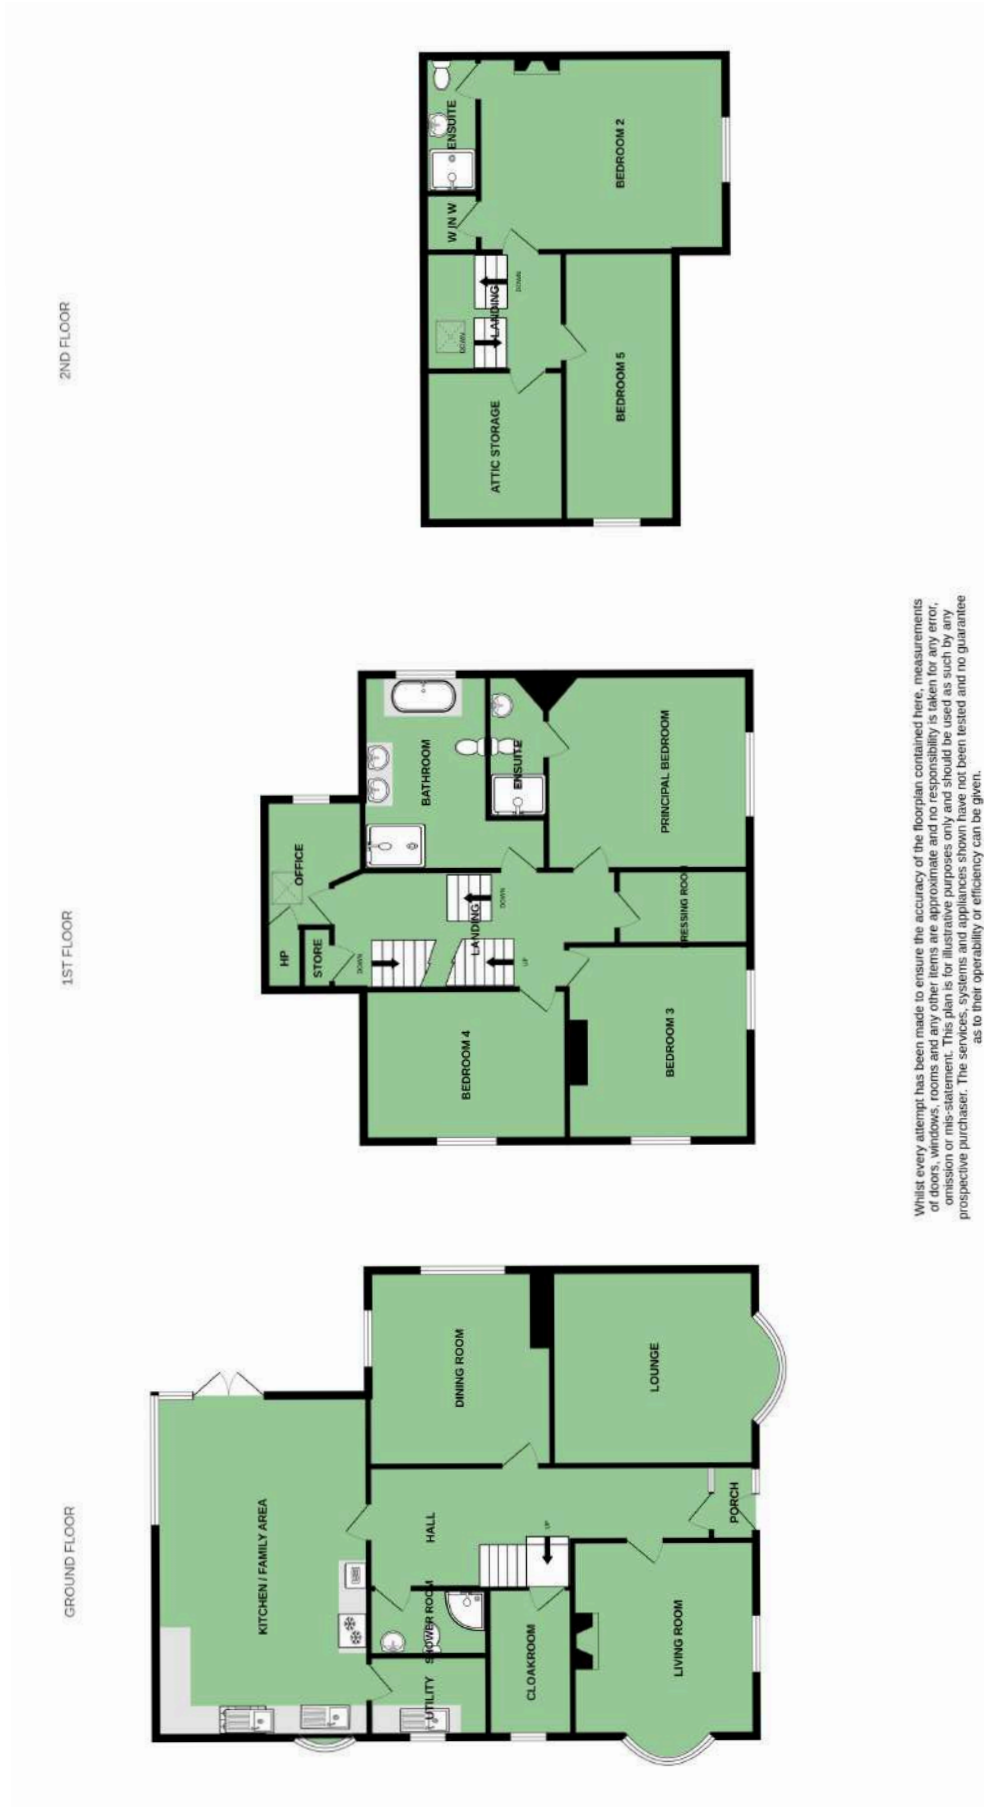 GROUND FLOOR
KITCHEN / FAMILY AREA
UTILITY
SHOWER ROOM
HALL
DINING ROOM
CLOAKROOM
UP
LIVING ROOM
LOUNGE
PORCH
1ST FLOOR
HP
STORE
OFFICE
DOWN
BEDROOM 4
LANDING
BATHROOM
UP
DOWN
ENSUITE
BEDROOM 3
DRESSING ROOM
PRINCIPAL BEDROOM
2ND FLOOR
ENSUITE
W IN W
DOWN
LANDING
DOWN
ATTIC STORAGE
BEDROOM 5
BEDROOM 2
Whilst every attempt has been made to ensure the accuracy of the floorplan contained here, measurements
of doors, windows, rooms and any other items are approximate and no responsibility is taken for any error,
omission or mis-statement. This plan is for illustrative purposes only and should be used as such by any
prospective purchaser. The services, systems and appliances shown have not been tested and no guarantee
as to their operability or efficiency can be given.